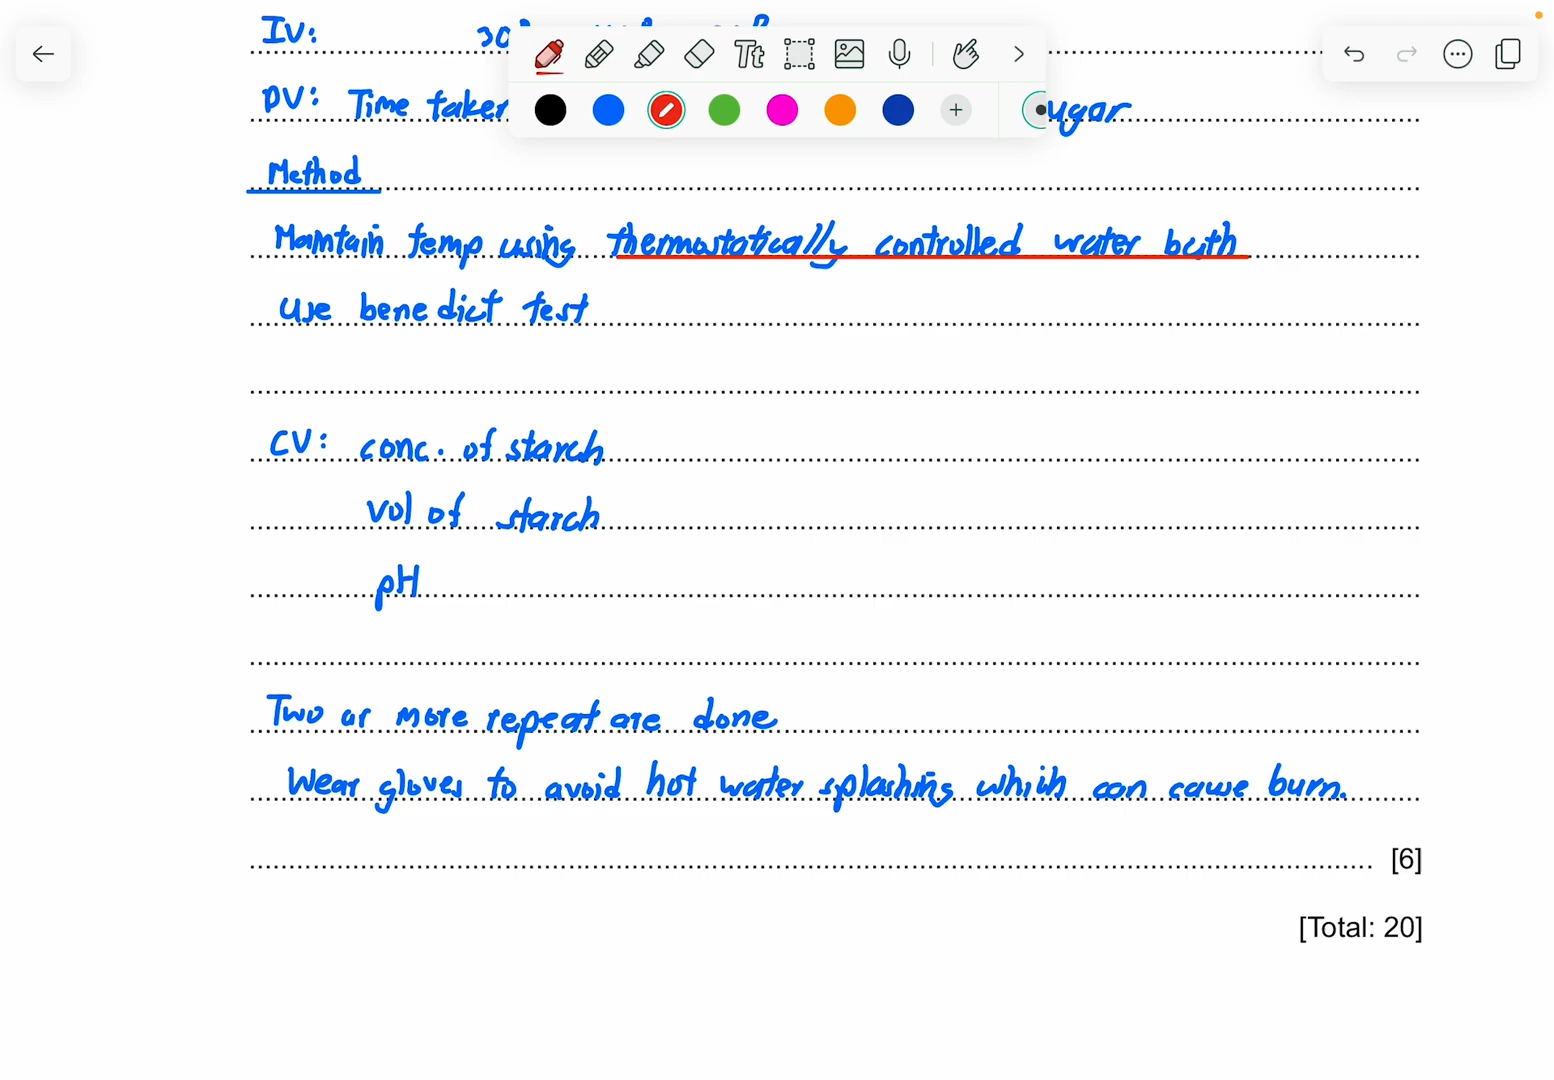 IV:
DV: Time taken ugar
Method
Maintain temp using thermostatically controlled water bath
Use benedict test
CV: conc. of starch
vol of starch
pH
Two or more repeat are done
Wear gloves to avoid hot water splashing which can cause burn.
[6]
[Total: 20]
Tt